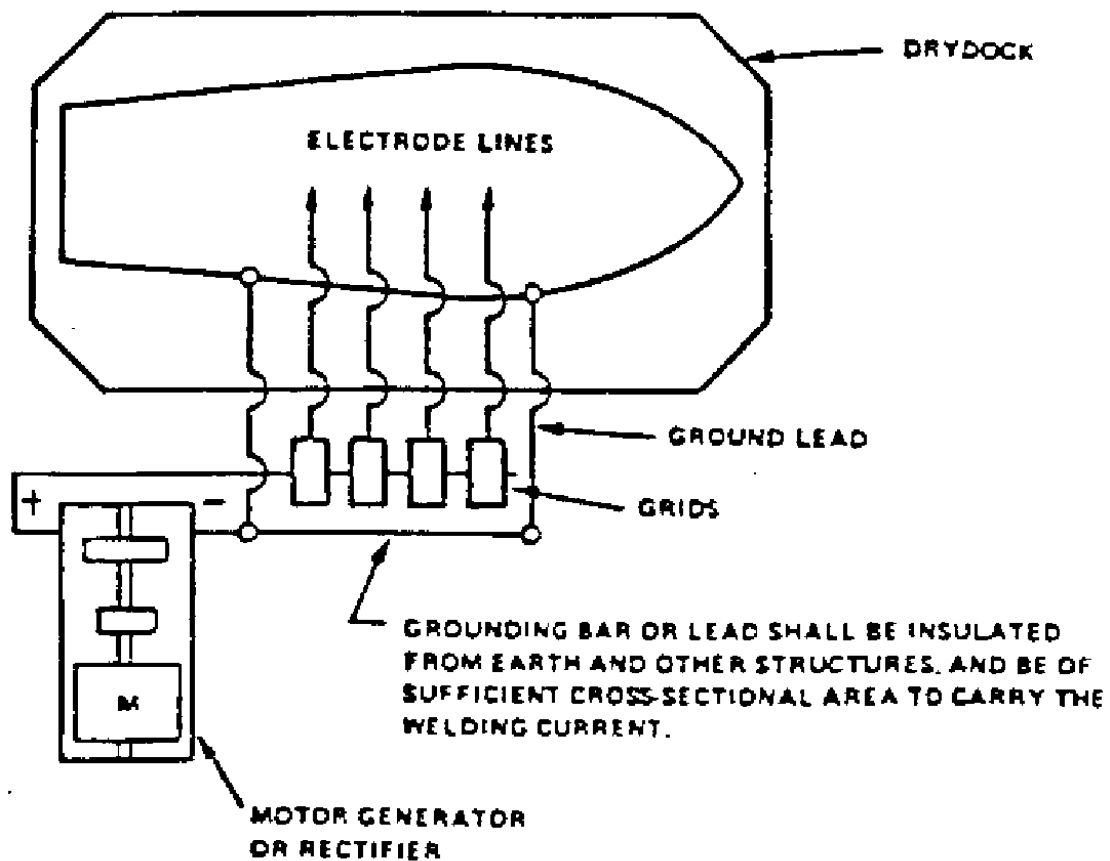 DRYDOCK
ELECTRODE LINES
GROUND LEAD
GRIDS
+ -
GROUNDING BAR OR LEAD SHALL BE INSULATED
FROM EARTH AND OTHER STRUCTURES, AND BE OF
SUFFICIENT CROSS-SECTIONAL AREA TO CARRY THE
WELDING CURRENT.
M
MOTOR GENERATOR
OR RECTIFIER